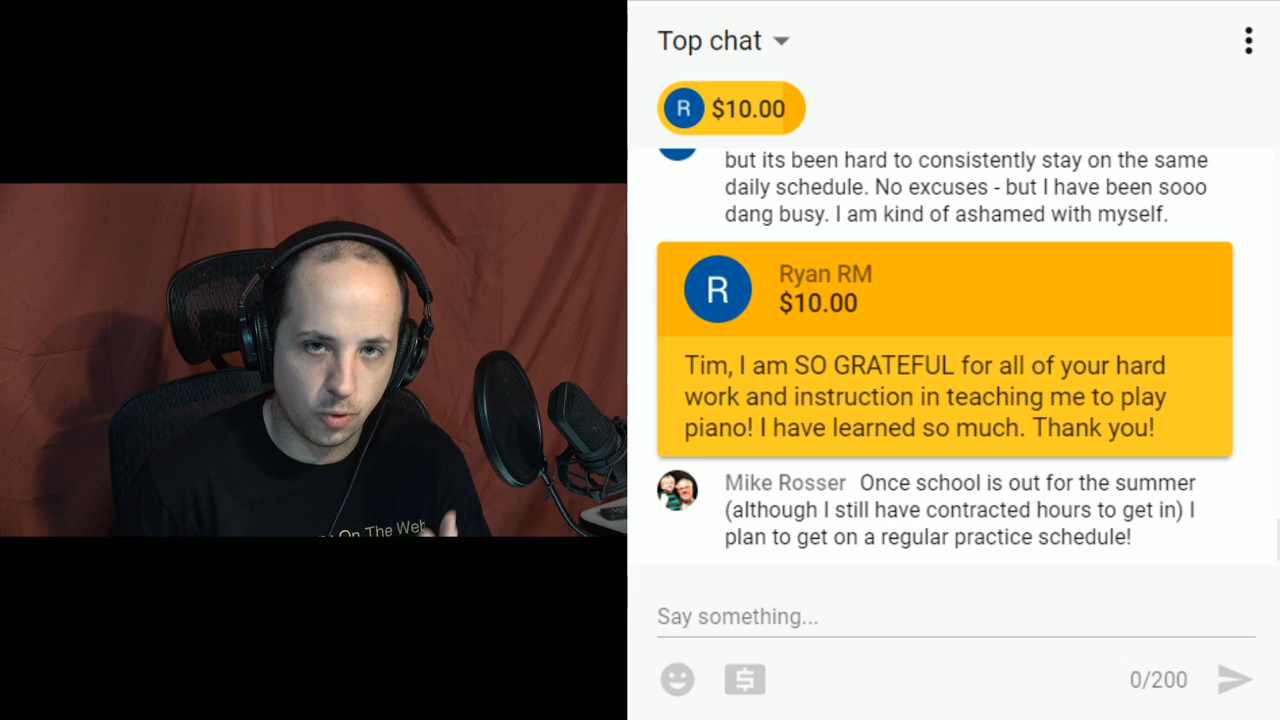 Top chat
R $10.00
but its been hard to consistently stay on the same
daily schedule. No excuses - but I have been sooo
dang busy. I am kind of ashamed with myself.
R
Ryan RM
$10.00
Tim, I am SO GRATEFUL for all of your hard
work and instruction in teaching me to play
piano! I have learned so much. Thank you!
Mike Rosser Once school is out for the summer
(although I still have contracted hours to get in) I
plan to get on a regular practice schedule!
On The Web
Say something...
0/200